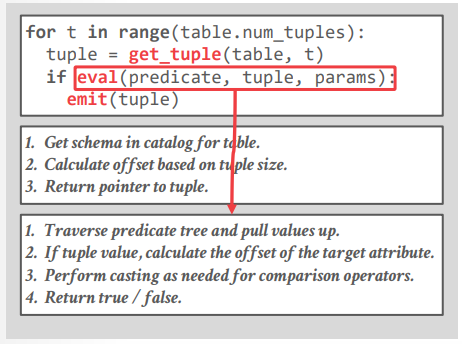 for t in range(table.num_tuples):
tuple = get_tuple(table, t)
if eval(predicate, tuple, params):
emit(tuple)
1. Get schema in catalog for table.
2. Calculate offset based on tuple size.
3. Return pointer to tuple.
1. Traverse predicate tree and pull values up.
2. If tuple value, calculate the offset of the target attribute.
3. Perform casting as needed for comparison operators.
4. Return true / false.